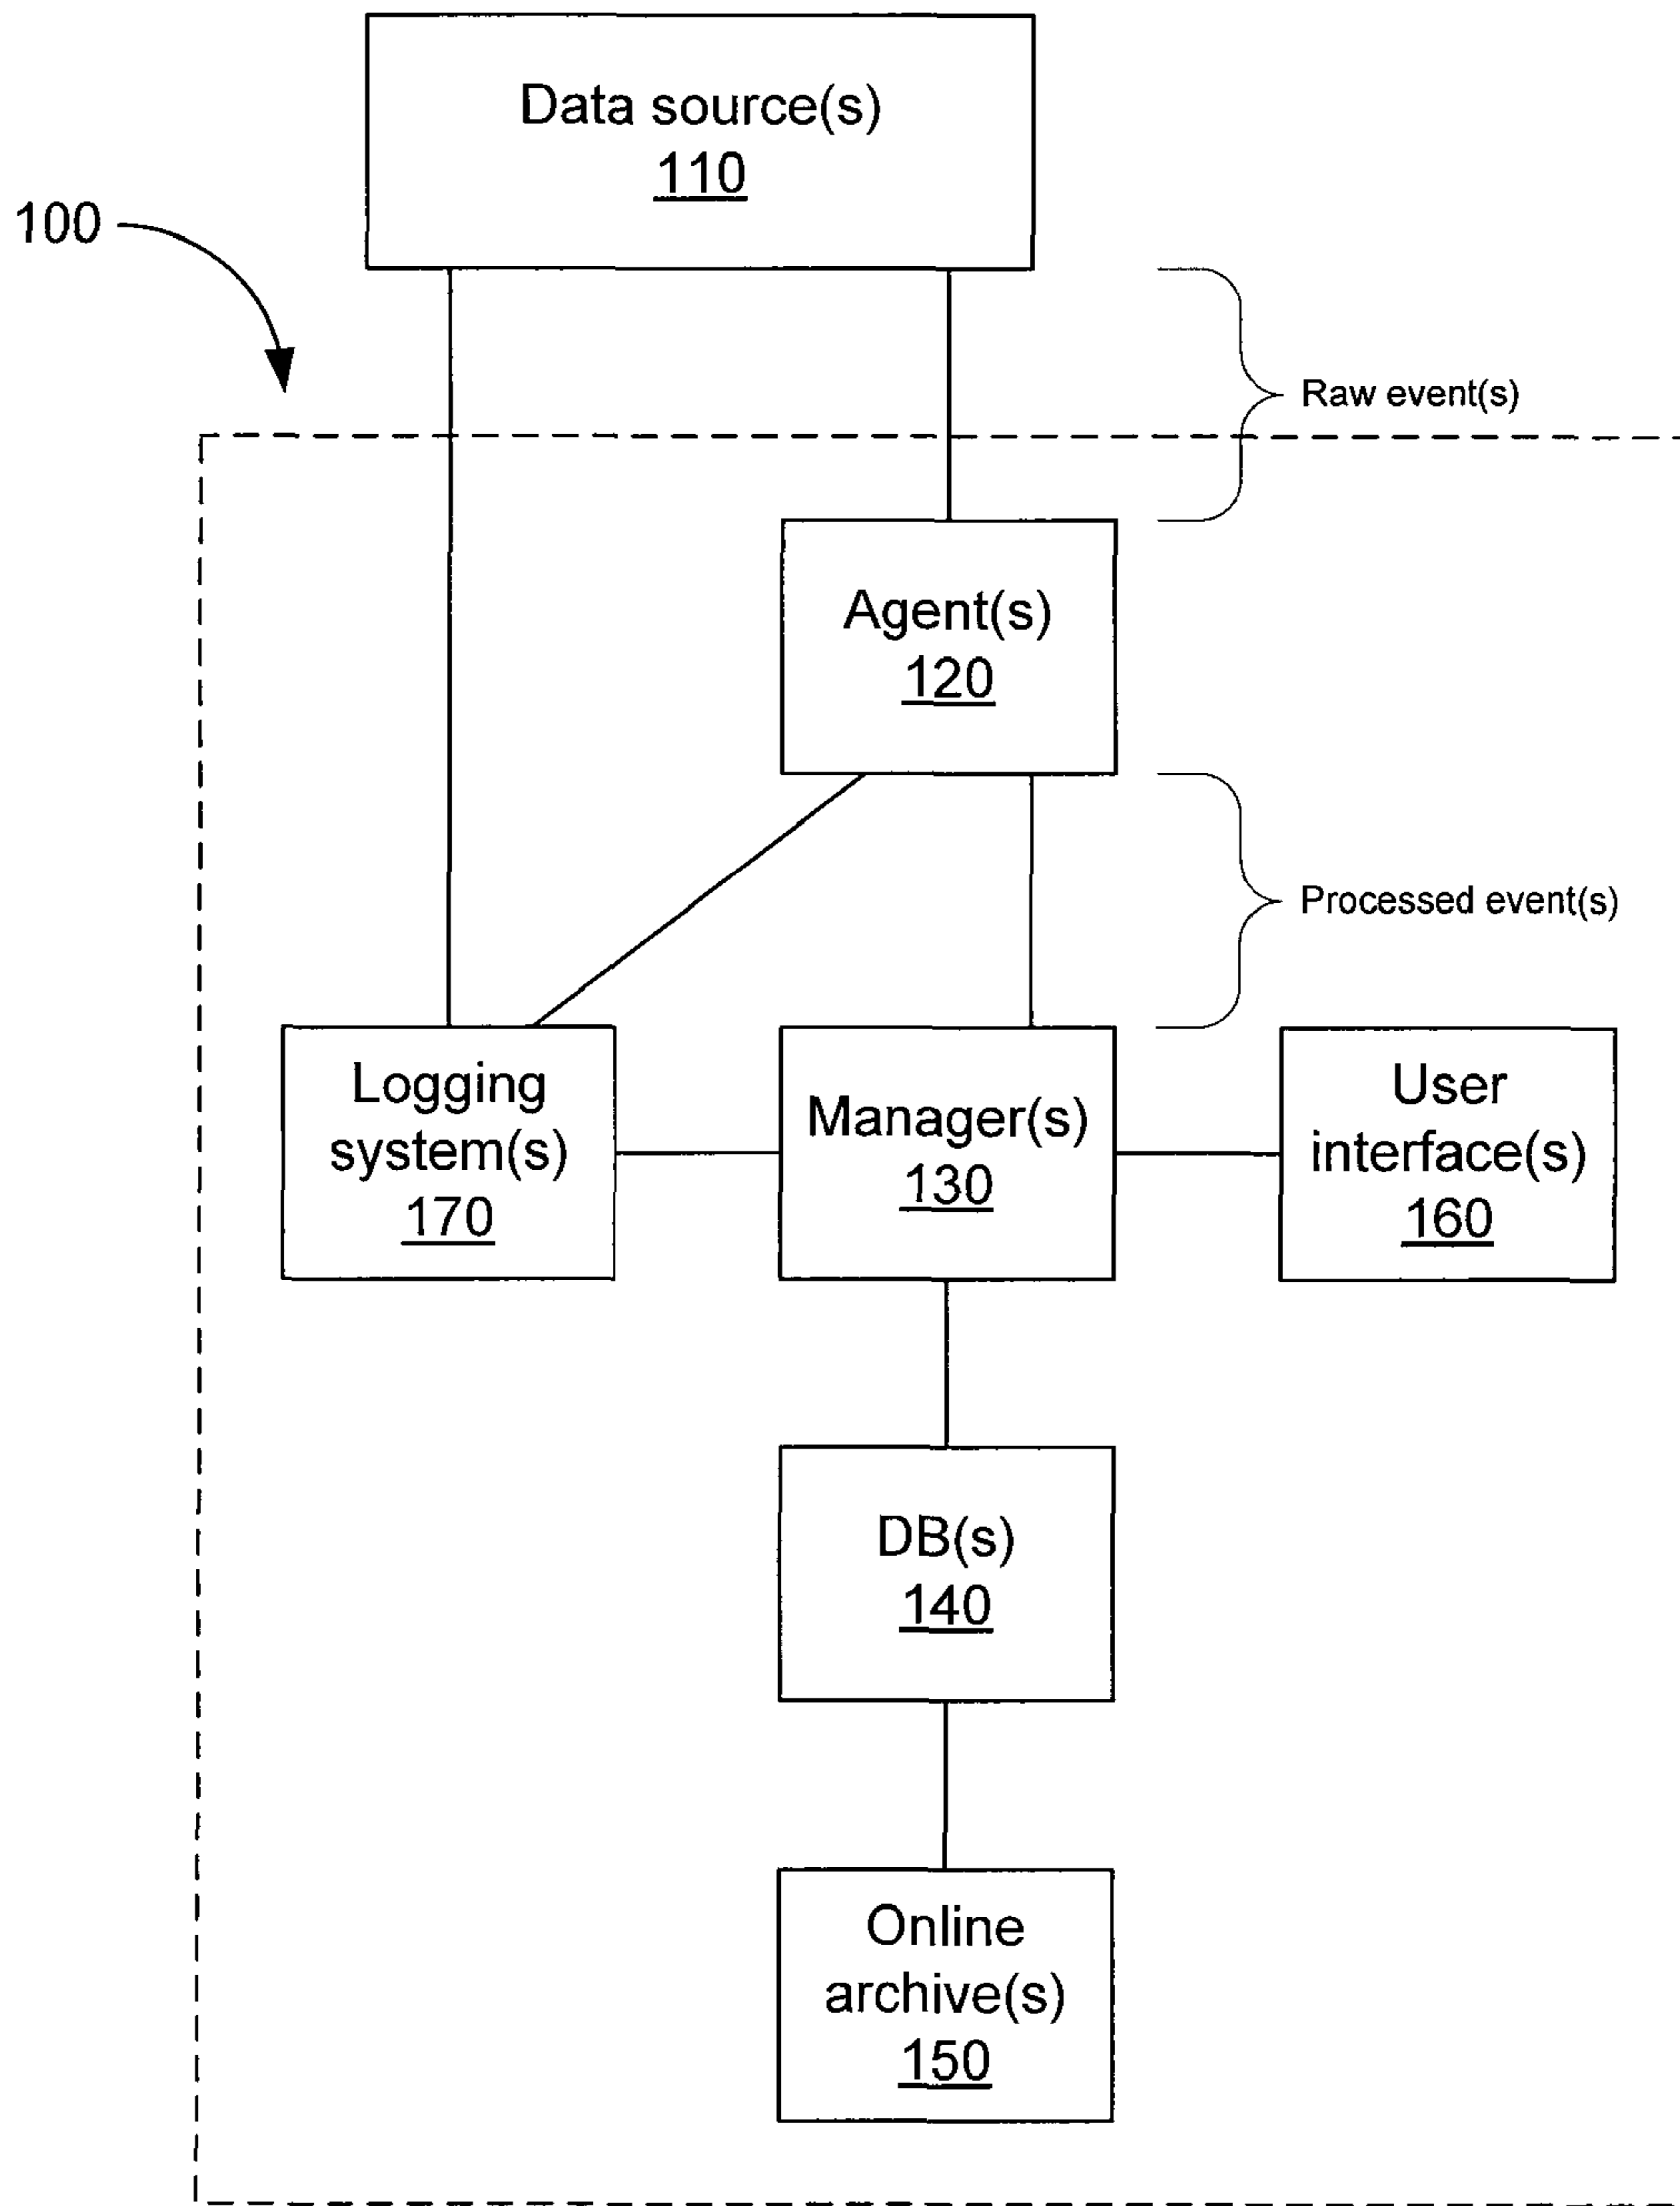 Data source(s)
110
100
Raw event(s)
Agent(s)
120
Processed event(s)
Logging
system(s)
170
Manager(s)
130
User
interface(s)
160
DB(s)
140
Online
archive(s)
150